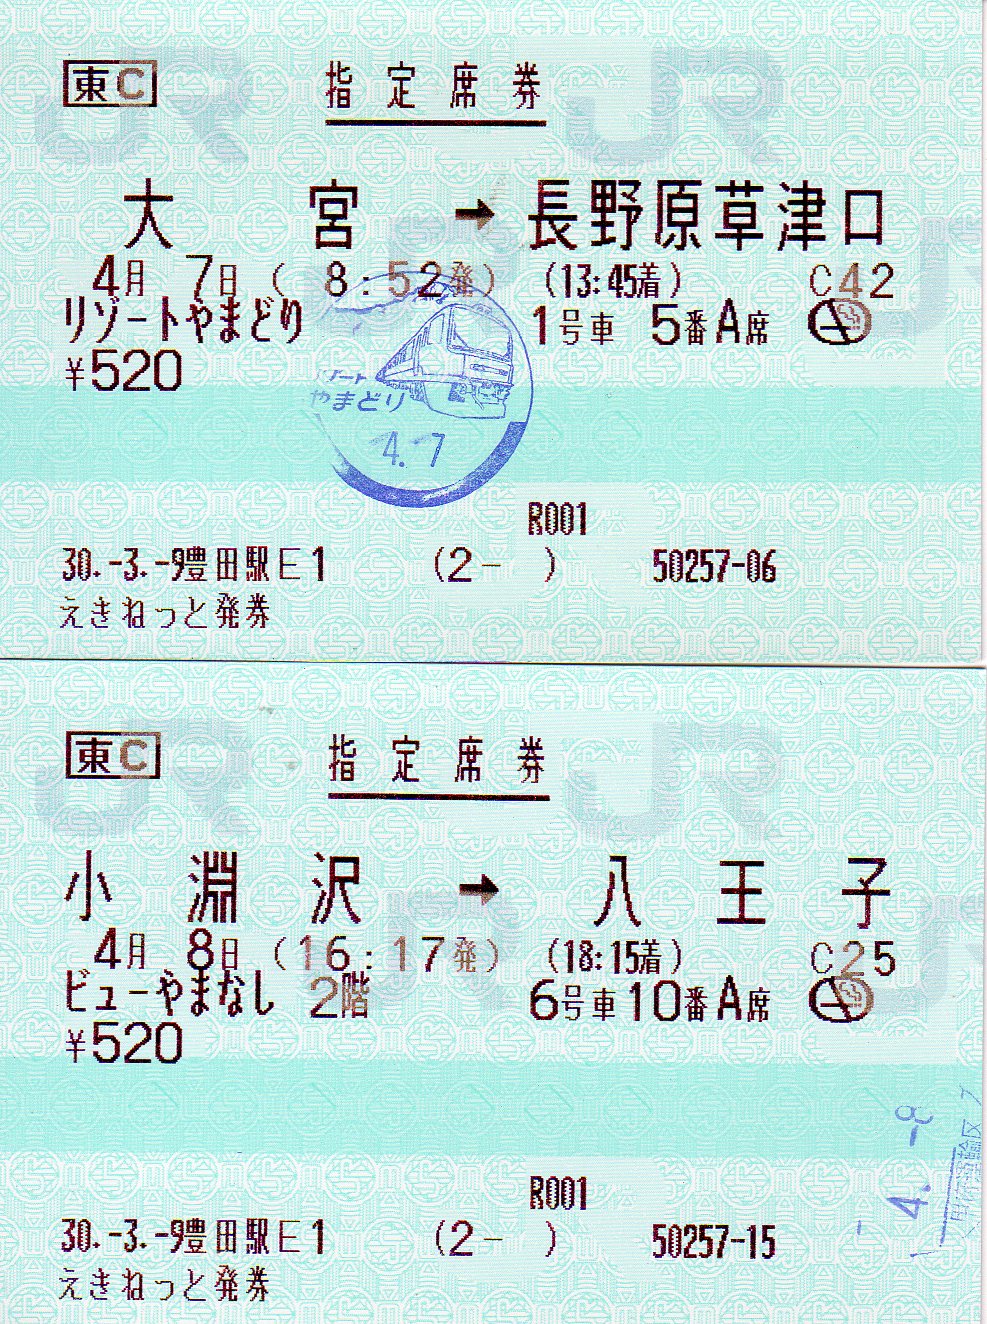 東C 指定席券
大宮 → 長野原草津口
4月 7日 ( 8:52発) (13:45着) C42
リゾートやまどり 1号車 5番A席
¥520
リゾート
やまどり
4. 7
R001
30.-3.-9豊田駅E1 (2- ) 50257-06
えきねっと発券
東C 指定席券
小淵沢 → 八王子
4月 8日 (16:17発) (18:15着) C25
ビューやまなし 2階 6号車10番A席
¥520
4.-8
R001
30.-3.-9豊田駅E1 (2- ) 50257-15
えきねっと発券